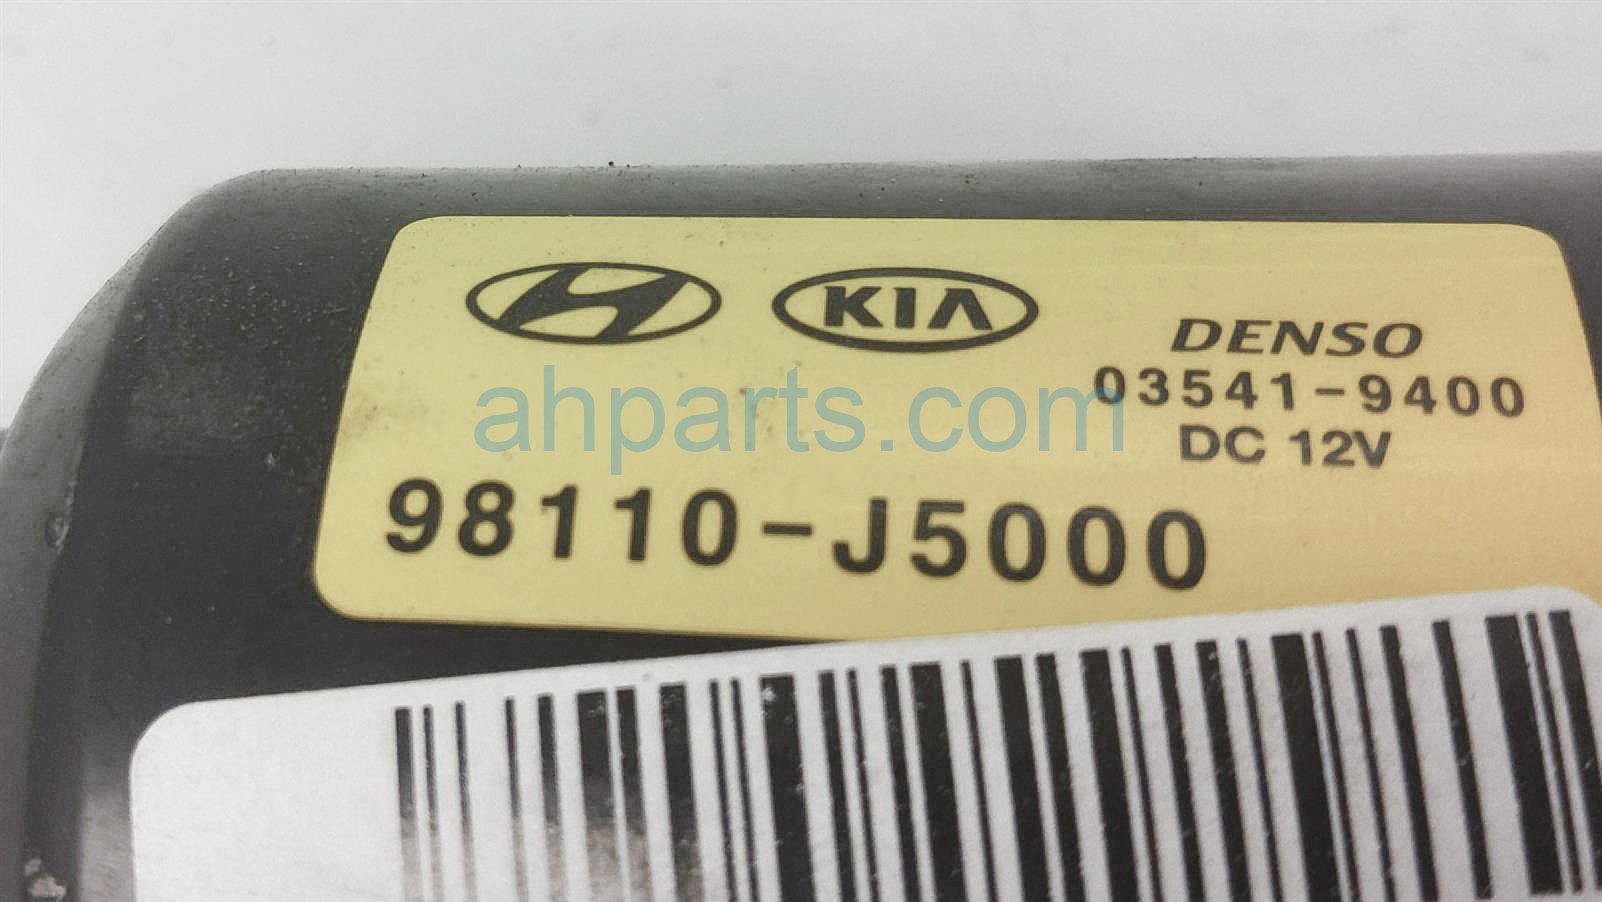 KIA
DENSO
03541-9400
DC 12V
98110-J5000
ahparts.com